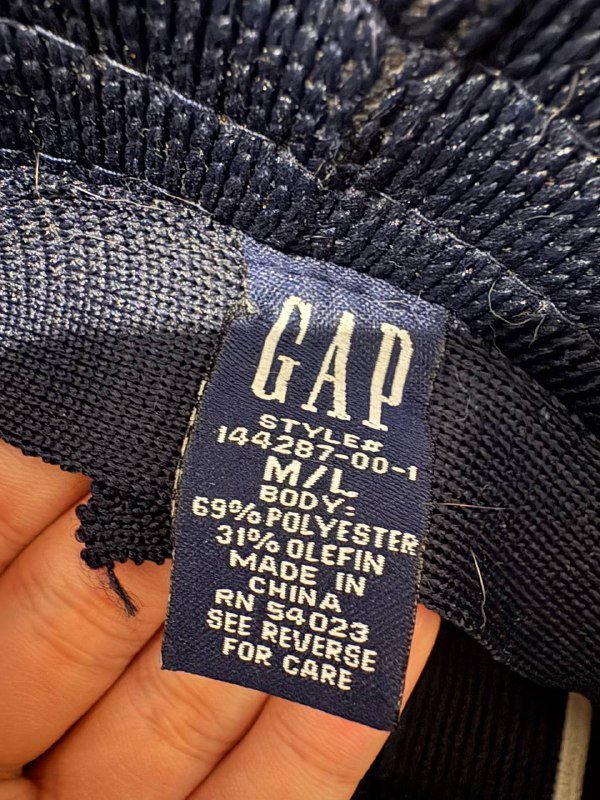 GAP
STYLE#
144287-00-1
M/L
BODY:
69% POLYESTER
31% OLEFIN
MADE IN
CHINA
RN 54023
SEE REVERSE
FOR CARE